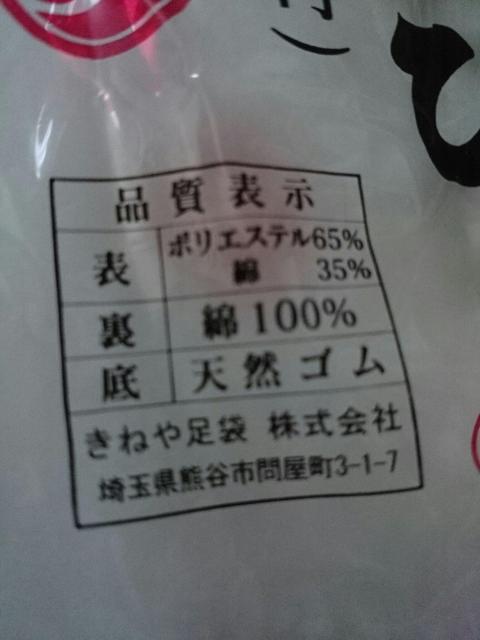 ひ
品質表示
表 ポリエステル65%
綿 35%
裏 綿100%
底 天然ゴム
きねや足袋 株式会社
埼玉県熊谷市問屋町3-1-7